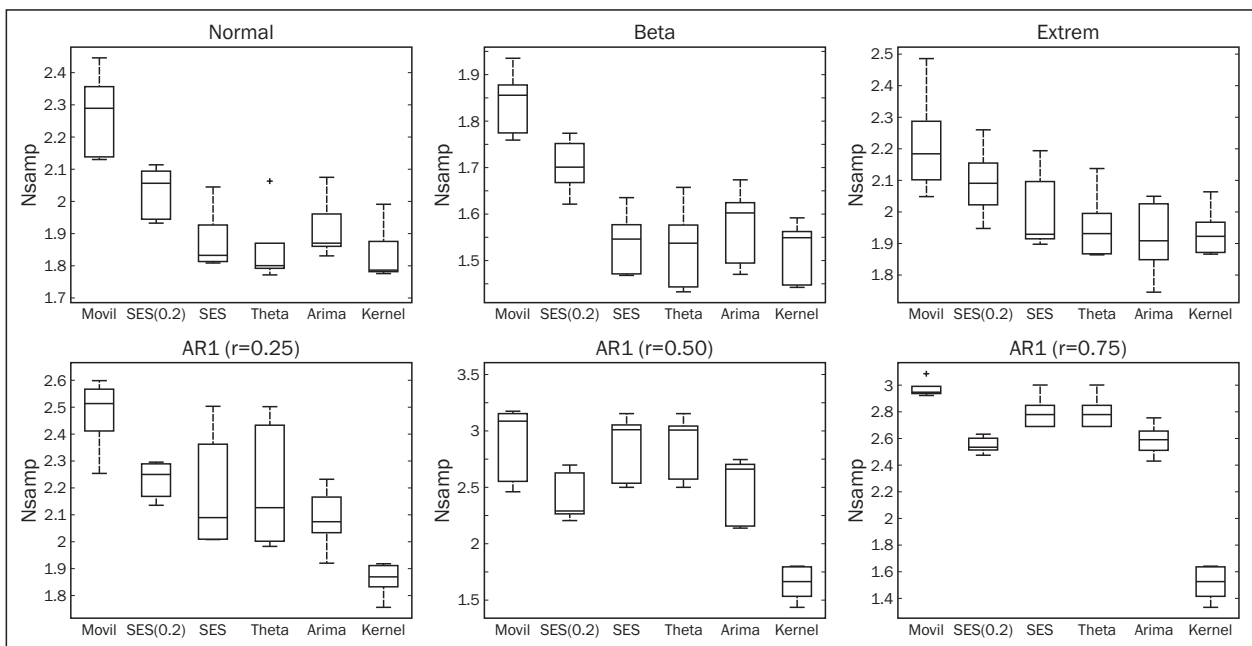 Normal
Beta
Extrem
Nsamp
2.4
2.3
2.2
2.1
2
1.9
1.8
1.7
Movil SES(0.2) SES Theta Arima Kernel
Nsamp
1.9
1.8
1.7
1.6
1.5
Movil SES(0.2) SES Theta Arima Kernel
Nsamp
2.5
2.4
2.3
2.2
2.1
2
1.9
1.8
Movil SES(0.2) SES Theta Arima Kernel
AR1 (r=0.25)
AR1 (r=0.50)
AR1 (r=0.75)
Nsamp
2.6
2.5
2.4
2.3
2.2
2.1
2
1.9
1.8
Movil SES(0.2) SES Theta Arima Kernel
Nsamp
3.5
3
2.5
2
1.5
Movil SES(0.2) SES Theta Arima Kernel
Nsamp
3
2.8
2.6
2.4
2.2
2
1.8
1.6
1.4
Movil SES(0.2) SES Theta Arima Kernel